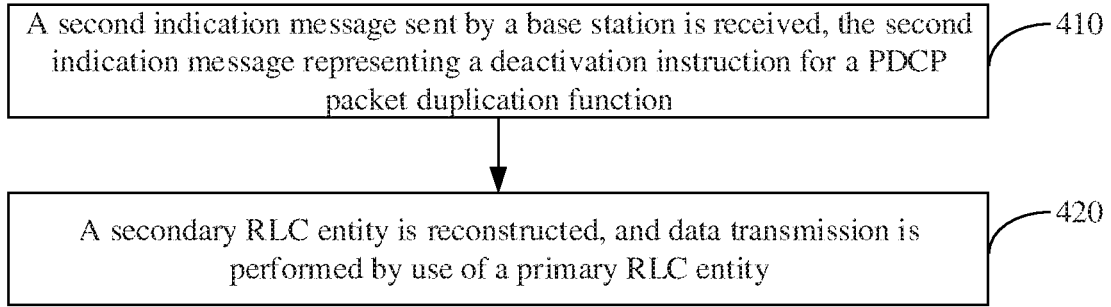 A second indication message sent by a base station is received, the second
indication message representing a deactivation instruction for a PDCP
packet duplication function
410
A secondary RLC entity is reconstructed, and data transmission is
performed by use of a primary RLC entity
420